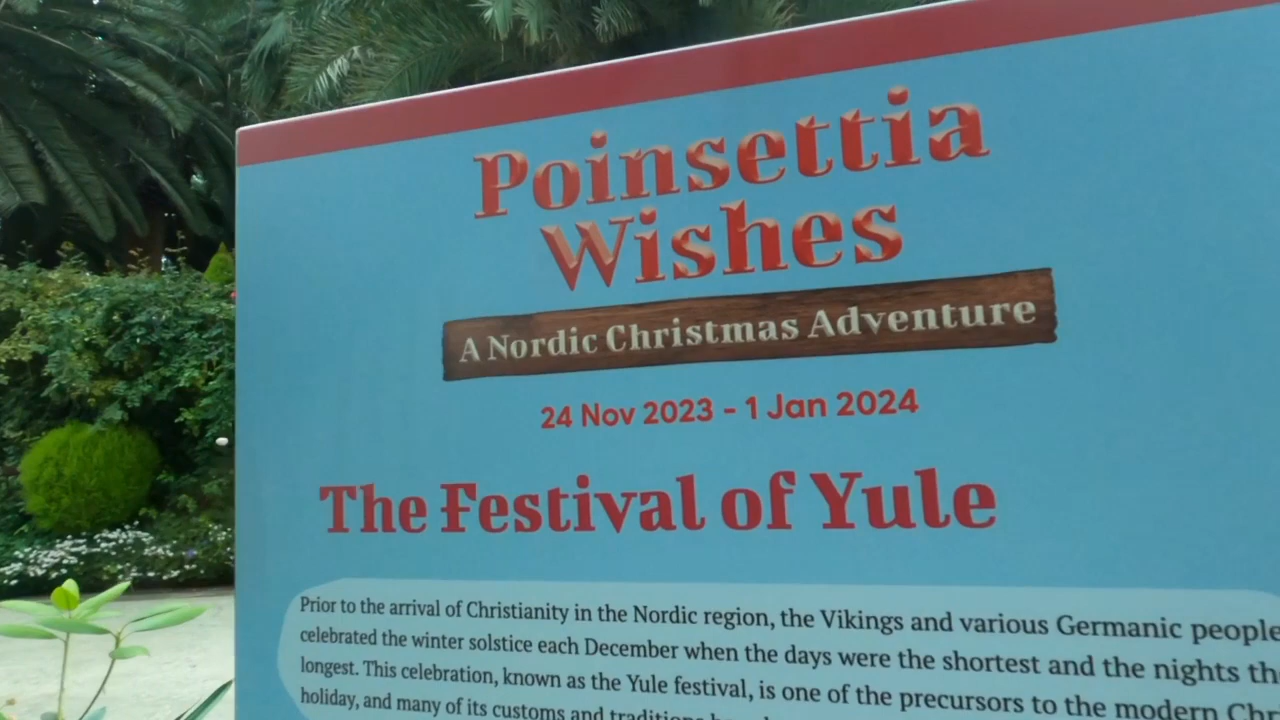 Poinsettia
Wishes
A Nordic Christmas Adventure
24 Nov 2023 - 1 Jan 2024
The Festival of Yule
Prior to the arrival of Christianity in the Nordic region, the Vikings and various Germanic people
celebrated the winter solstice each December when the days were the shortest and the nights th
longest. This celebration, known as the Yule festival, is one of the precursors to the modern Chr
holiday, and many of its customs and traditions